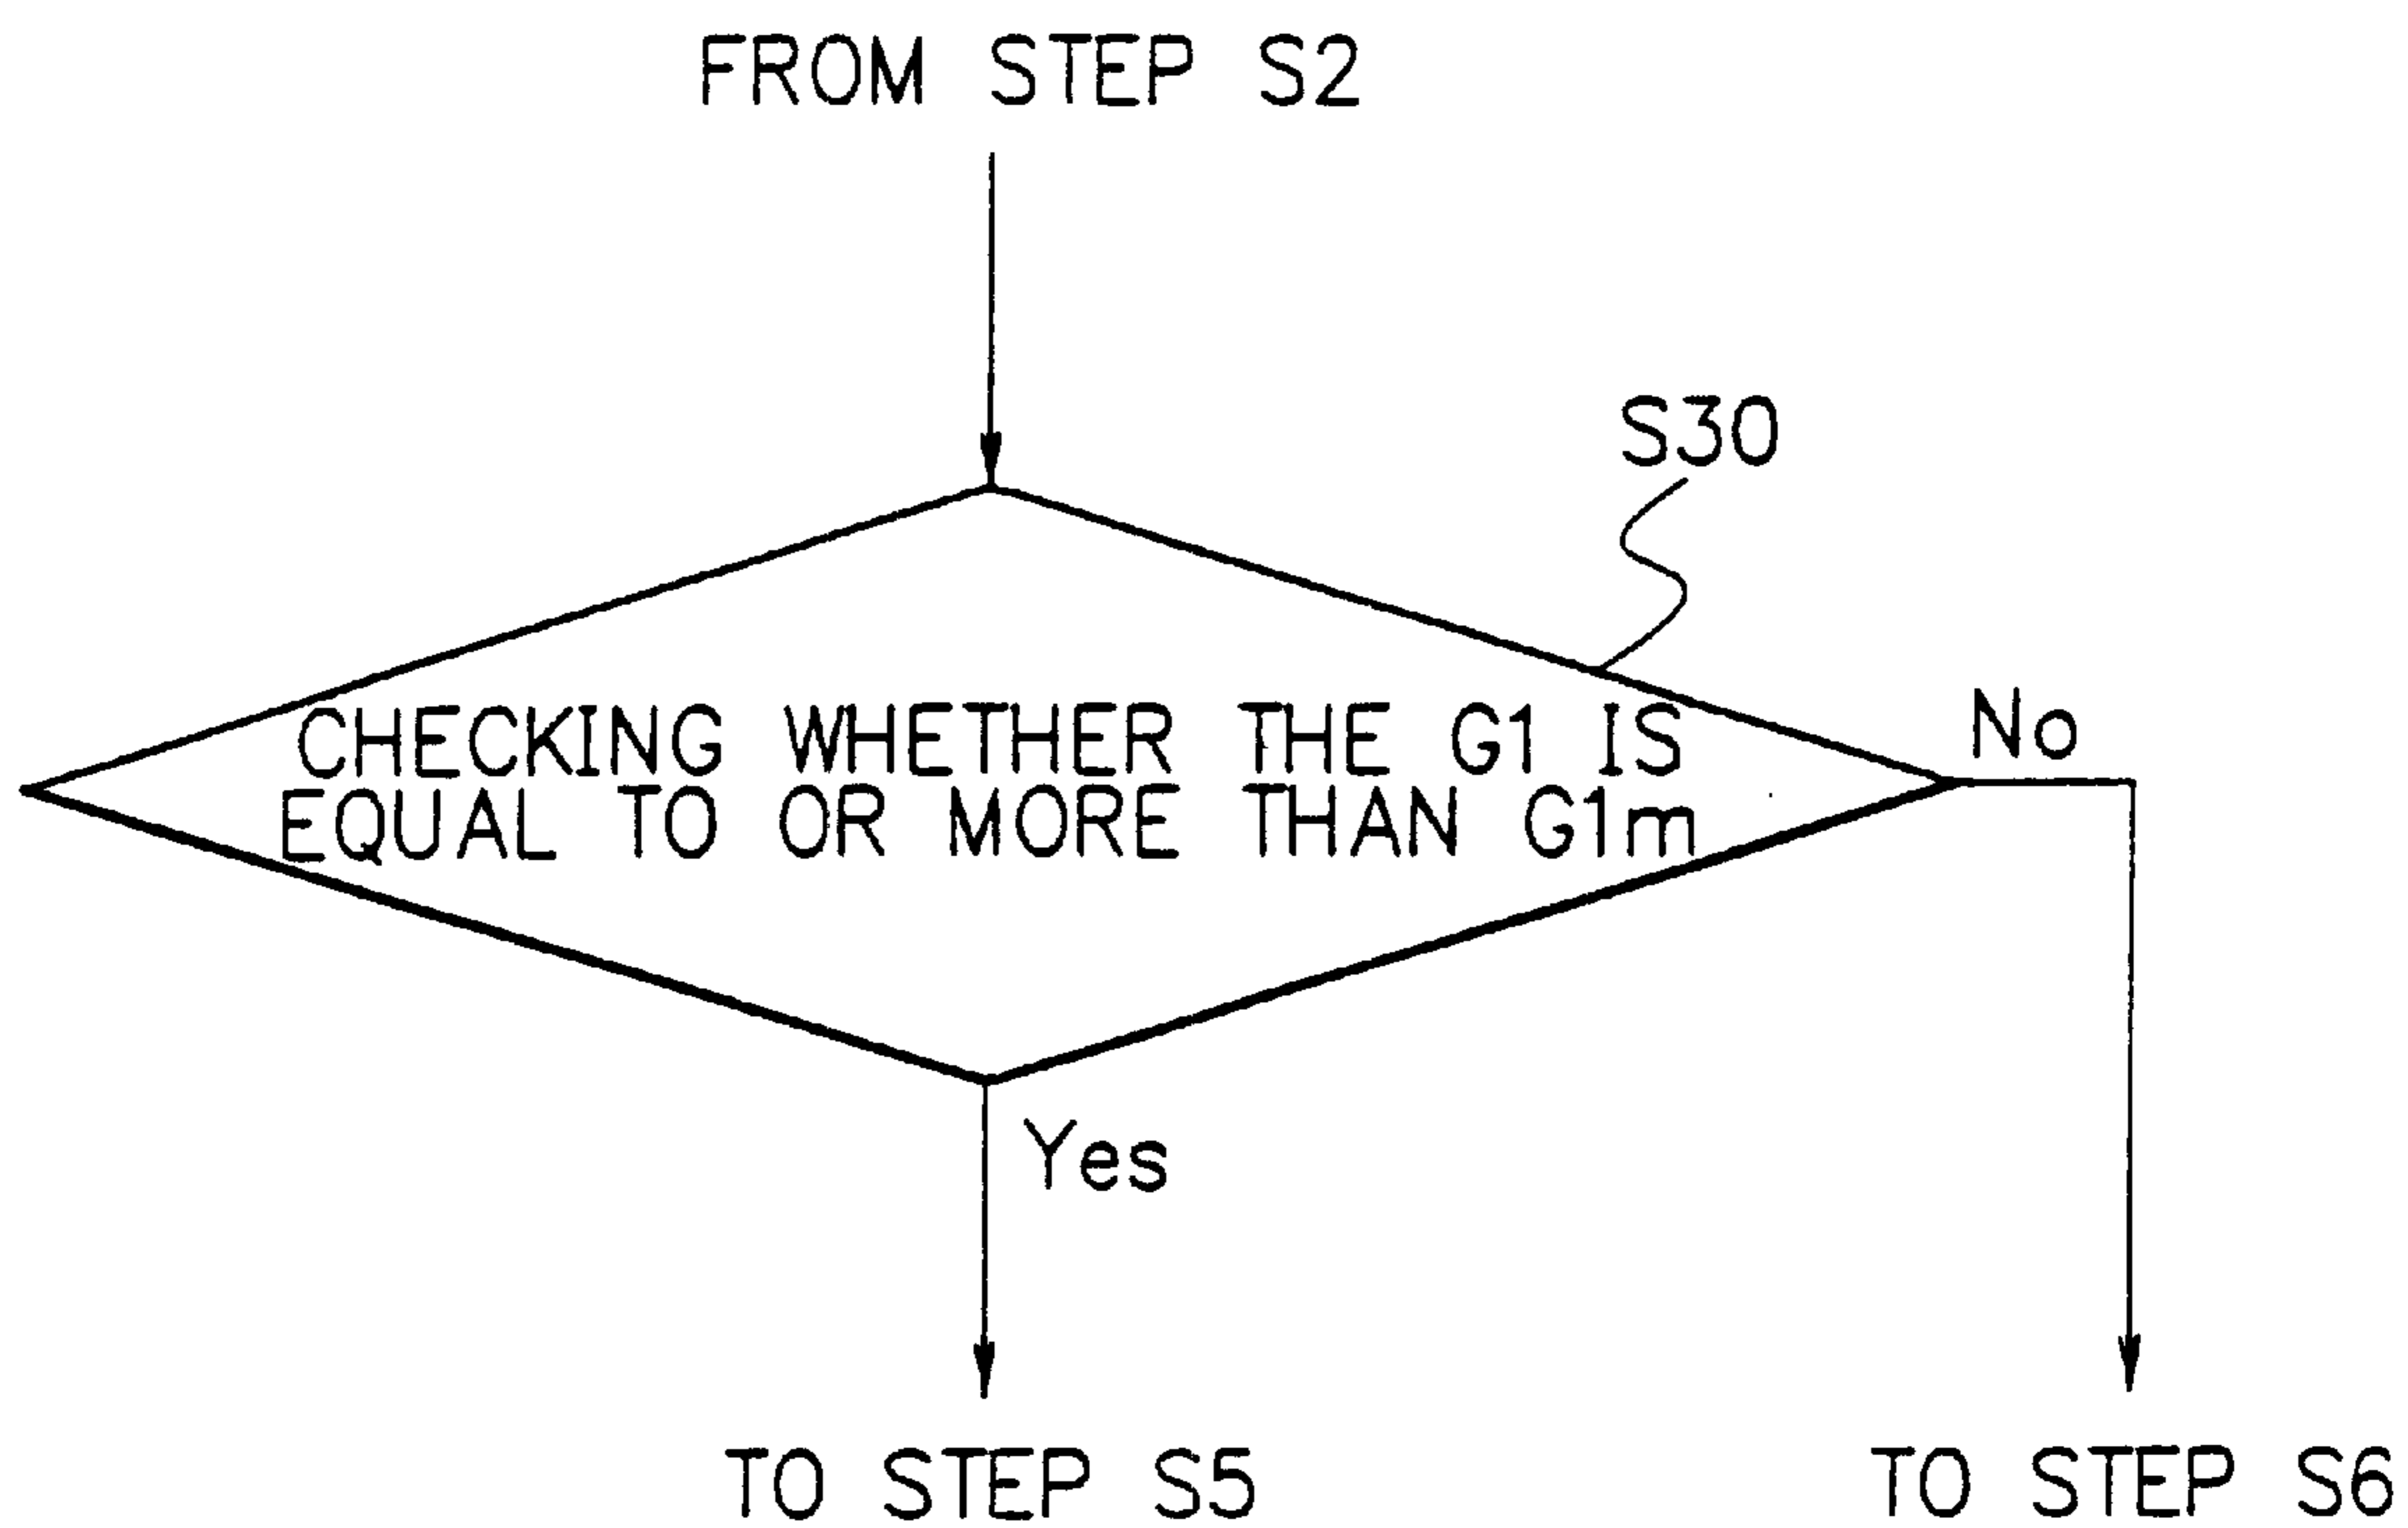 FROM STEP S2
S30
CHECKING WHETHER THE G1 IS
EQUAL TO OR MORE THAN G1m
No
Yes
TO STEP S5
TO STEP S6